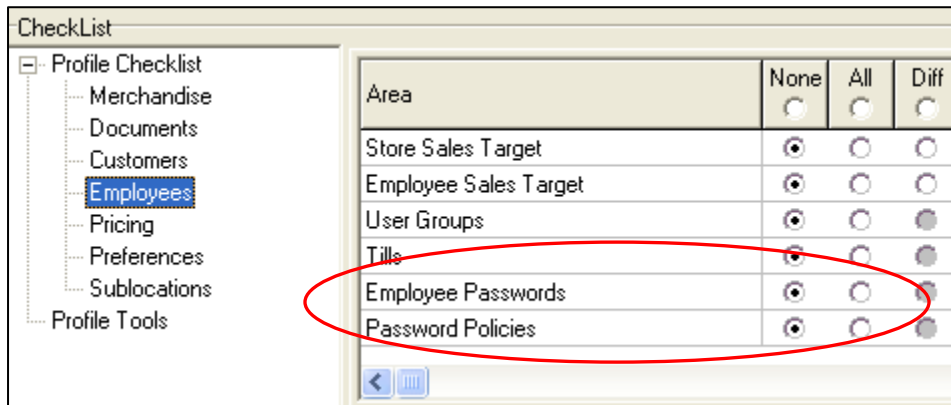 CheckList
Profile Checklist
Merchandise
Documents
Customers
Employees
Pricing
Preferences
Sublocations
Profile Tools
Area None All Diff
Store Sales Target
Employee Sales Target
User Groups
Tills
Employee Passwords
Password Policies